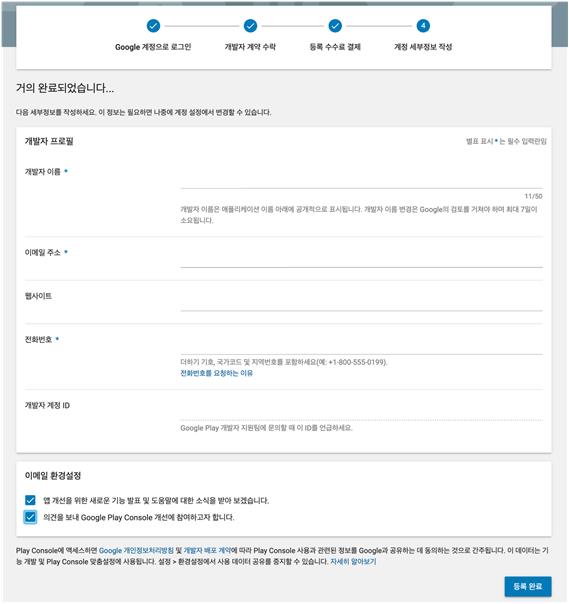 4
Google 계정으로 로그인
개발자 계약 수락
등록 수수료 결제
계정 세부정보 작성
거의 완료되었습니다...
다음 세부정보를 작성하세요. 이 정보는 필요하면 나중에 계정 설정에서 변경할 수 있습니다.
개발자 프로필
별표 표시 * 는 필수 입력란임
개발자 이름 *
11/50
개발자 이름은 애플리케이션 이름 아래에 공개적으로 표시됩니다. 개발자 이름 변경은 Google의 검토를 거쳐야 하며 최대 7일이
소요됩니다.
이메일 주소 *
웹사이트
전화번호 *
더하기 기호, 국가코드 및 지역번호를 포함하세요(예: +1-800-555-0199).
전화번호를 요청하는 이유
개발자 계정 ID
Google Play 개발자 지원팀에 문의할 때 이 ID를 언급하세요.
이메일 환경설정
앱 개선을 위한 새로운 기능 발표 및 도움말에 대한 소식을 받아 보겠습니다.
의견을 보내 Google Play Console 개선에 참여하고자 합니다.
Play Console에 액세스하면 Google 개인정보처리방침 및 개발자 배포 계약에 따라 Play Console 사용과 관련된 정보를 Google과 공유하는 데 동의하는 것으로 간주됩니다. 이 데이터는 기
능 개발 및 Play Console 맞춤설정에 사용됩니다. 설정 > 환경설정에서 사용 데이터 공유를 중지할 수 있습니다. 자세히 알아보기
등록 완료